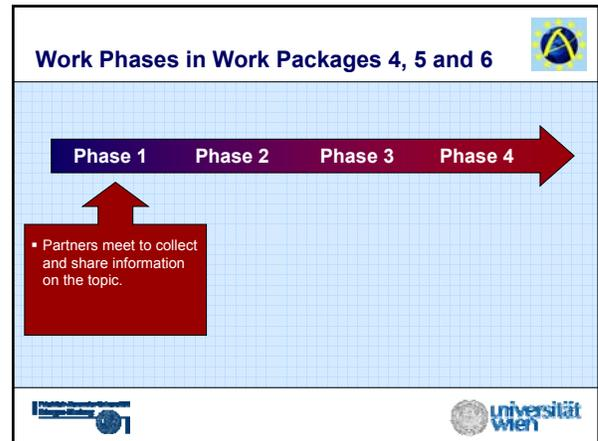 Work Phases in Work Packages 4, 5 and 6
Phase 1 Phase 2 Phase 3 Phase 4
▪ Partners meet to collect
and share information
on the topic.
universität
wien